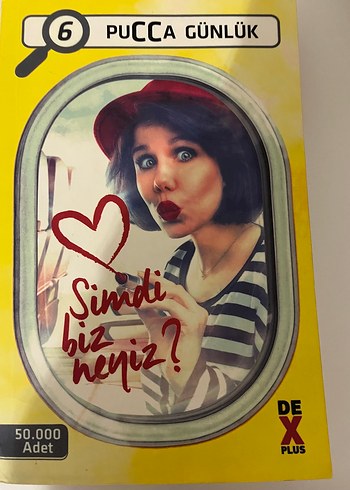 6 PUCCA GÜNLÜK
Şimdi
biz
neyiz?
50.000
Adet
DE
X
PLUS